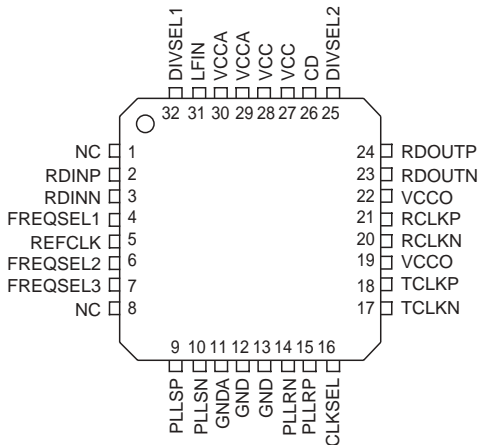 DIVSEL1
LFIN
VCCA
VCCA
VCC
VCC
CD
DIVSEL2
32 31 30 29 28 27 26 25
NC 1
RDINP 2
RDINN 3
FREQSEL1 4
REFCLK 5
FREQSEL2 6
FREQSEL3 7
NC 8
24 RDOUTP
23 RDOUTN
22 VCCO
21 RCLKP
20 RCLKN
19 VCCO
18 TCLKP
17 TCLKN
9 10 11 12 13 14 15 16
PLLSP
PLLSN
GNDA
GND
GND
PLLRN
PLLRP
CLKSEL